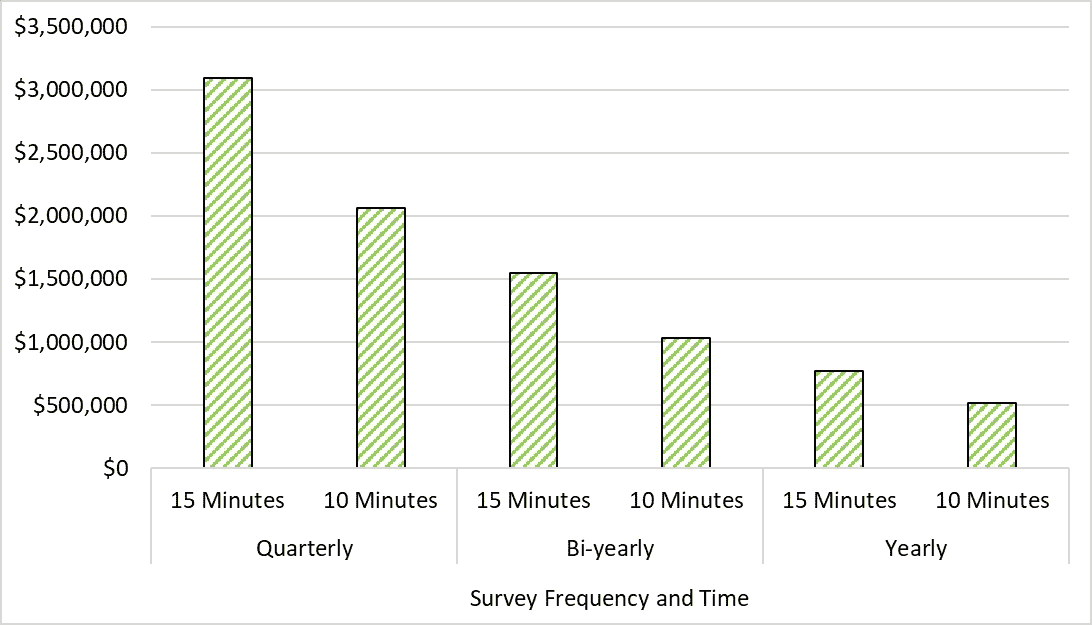 $3,500,000
$3,000,000
$2,500,000
$2,000,000
$1,500,000
$1,000,000
$500,000
$0
15 Minutes 10 Minutes 15 Minutes 10 Minutes 15 Minutes 10 Minutes
Quarterly Bi-yearly Yearly
Survey Frequency and Time